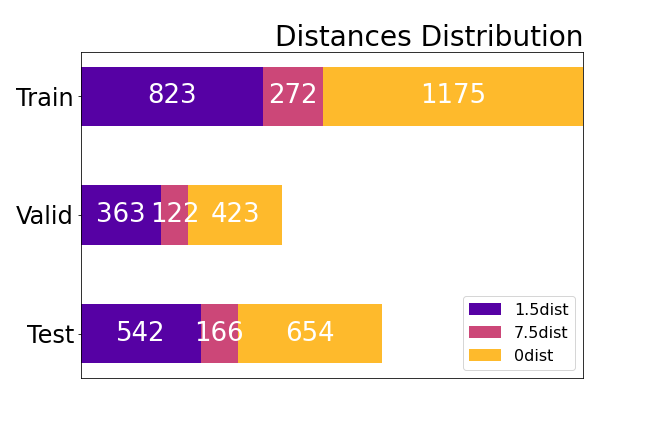 Distances Distribution
Train 823 272 1175
Valid 363 122 423
Test 542 166 654
1.5dist
7.5dist
0dist